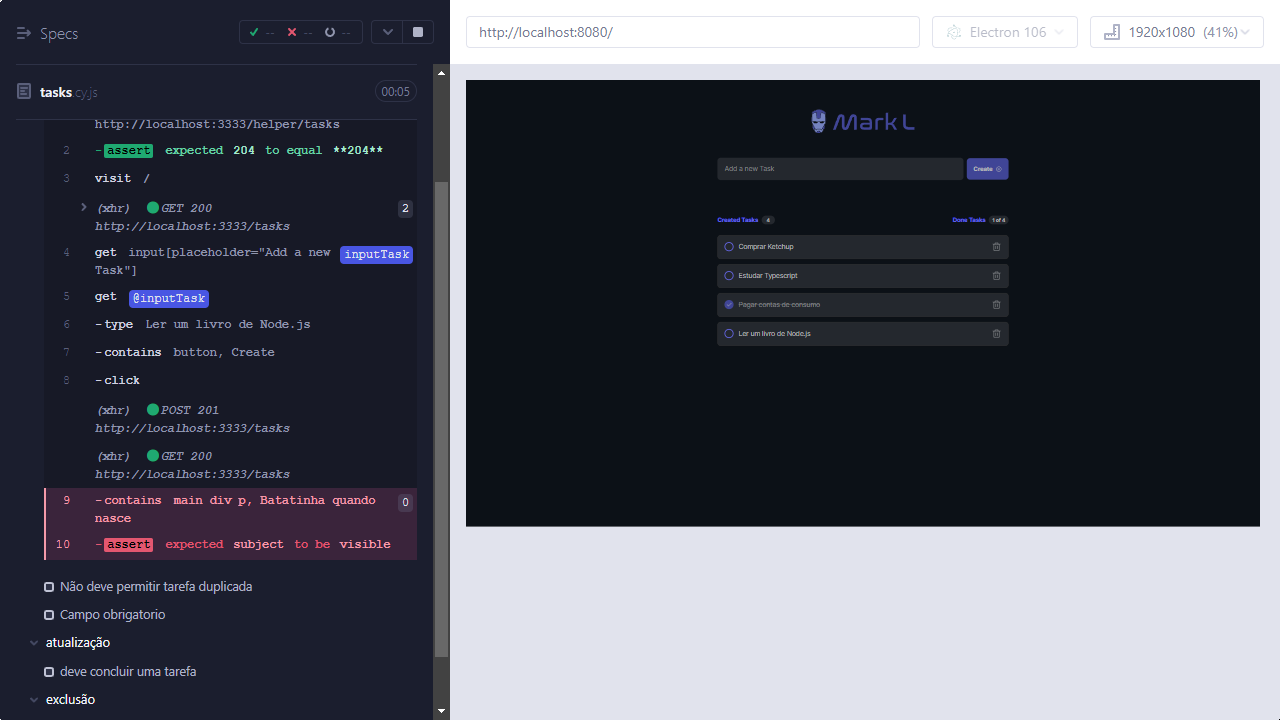 Specs
-- -- --
tasks.cy.js
00:05
http://localhost:3333/helper/tasks
2 -assert expected 204 to equal **204**
3 visit /
(xhr) GET 200 2
http://localhost:3333/tasks
4 get input[placeholder="Add a new inputTask
Task"]
5 get @inputTask
6 -type Ler um livro de Node.js
7 -contains button, Create
8 -click
(xhr) POST 201
http://localhost:3333/tasks
(xhr) GET 200
http://localhost:3333/tasks
9 -contains main div p, Batatinha quando 0
nasce
10 -assert expected subject to be visible
Não deve permitir tarefa duplicada
Campo obrigatorio
atualização
deve concluir uma tarefa
exclusão
http://localhost:8080/
Electron 106
1920x1080 (41%)
Mark L
Add a new Task
Create
Created Tasks 4
Done Tasks 1 of 4
Comprar Ketchup
Estudar Typescript
Pagar contas de consumo
Ler um livro de Node.js